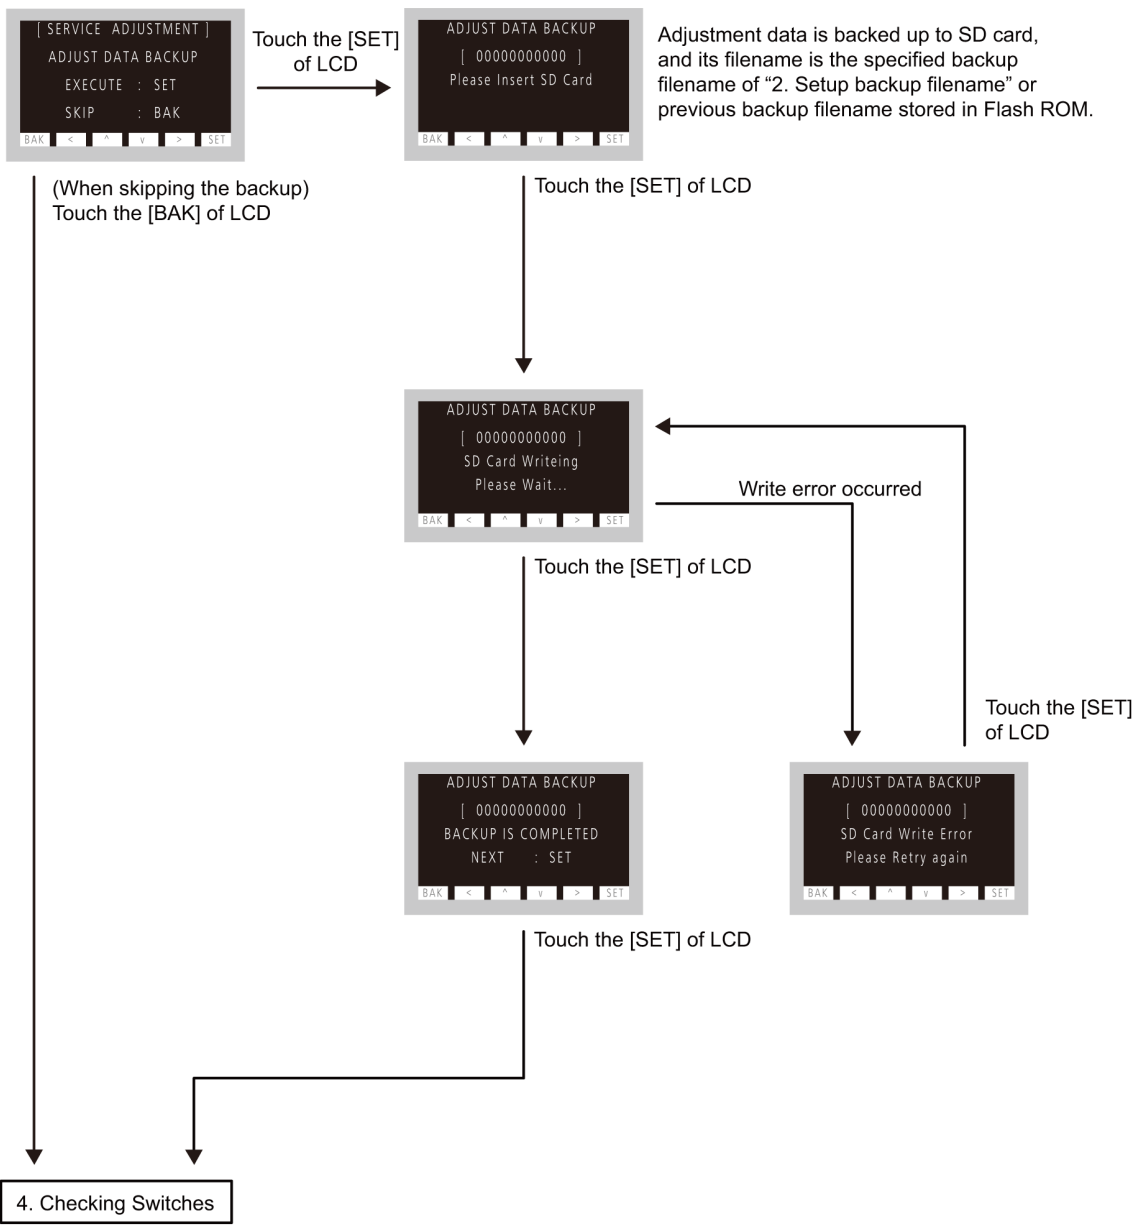 [ SERVICE ADJUSTMENT ]
ADJUST DATA BACKUP
EXECUTE : SET
SKIP : BAK
BAK < ^ v > SET
Touch the [SET]
of LCD
ADJUST DATA BACKUP
[ 00000000000 ]
Please Insert SD Card
BAK < ^ v > SET
Adjustment data is backed up to SD card,
and its filename is the specified backup
filename of “2. Setup backup filename” or
previous backup filename stored in Flash ROM.
(When skipping the backup)
Touch the [BAK] of LCD
Touch the [SET] of LCD
ADJUST DATA BACKUP
[ 00000000000 ]
SD Card Writeing
Please Wait...
BAK < ^ v > SET
Write error occurred
Touch the [SET] of LCD
Touch the [SET]
of LCD
ADJUST DATA BACKUP
[ 00000000000 ]
BACKUP IS COMPLETED
NEXT : SET
BAK < ^ v > SET
ADJUST DATA BACKUP
[ 00000000000 ]
SD Card Write Error
Please Retry again
BAK < ^ v > SET
Touch the [SET] of LCD
4. Checking Switches